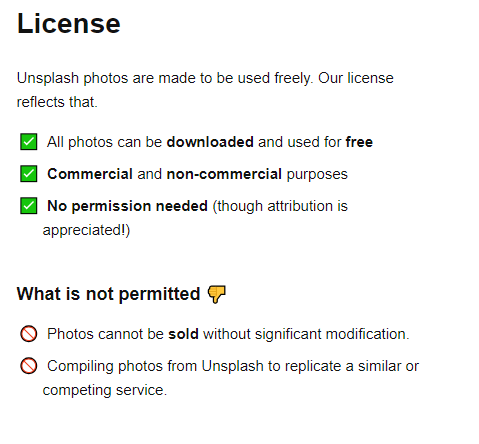 License
Unsplash photos are made to be used freely. Our license
reflects that.
✅ All photos can be downloaded and used for free
✅ Commercial and non-commercial purposes
✅ No permission needed (though attribution is
appreciated!)
What is not permitted 👎
🚫 Photos cannot be sold without significant modification.
🚫 Compiling photos from Unsplash to replicate a similar or
competing service.